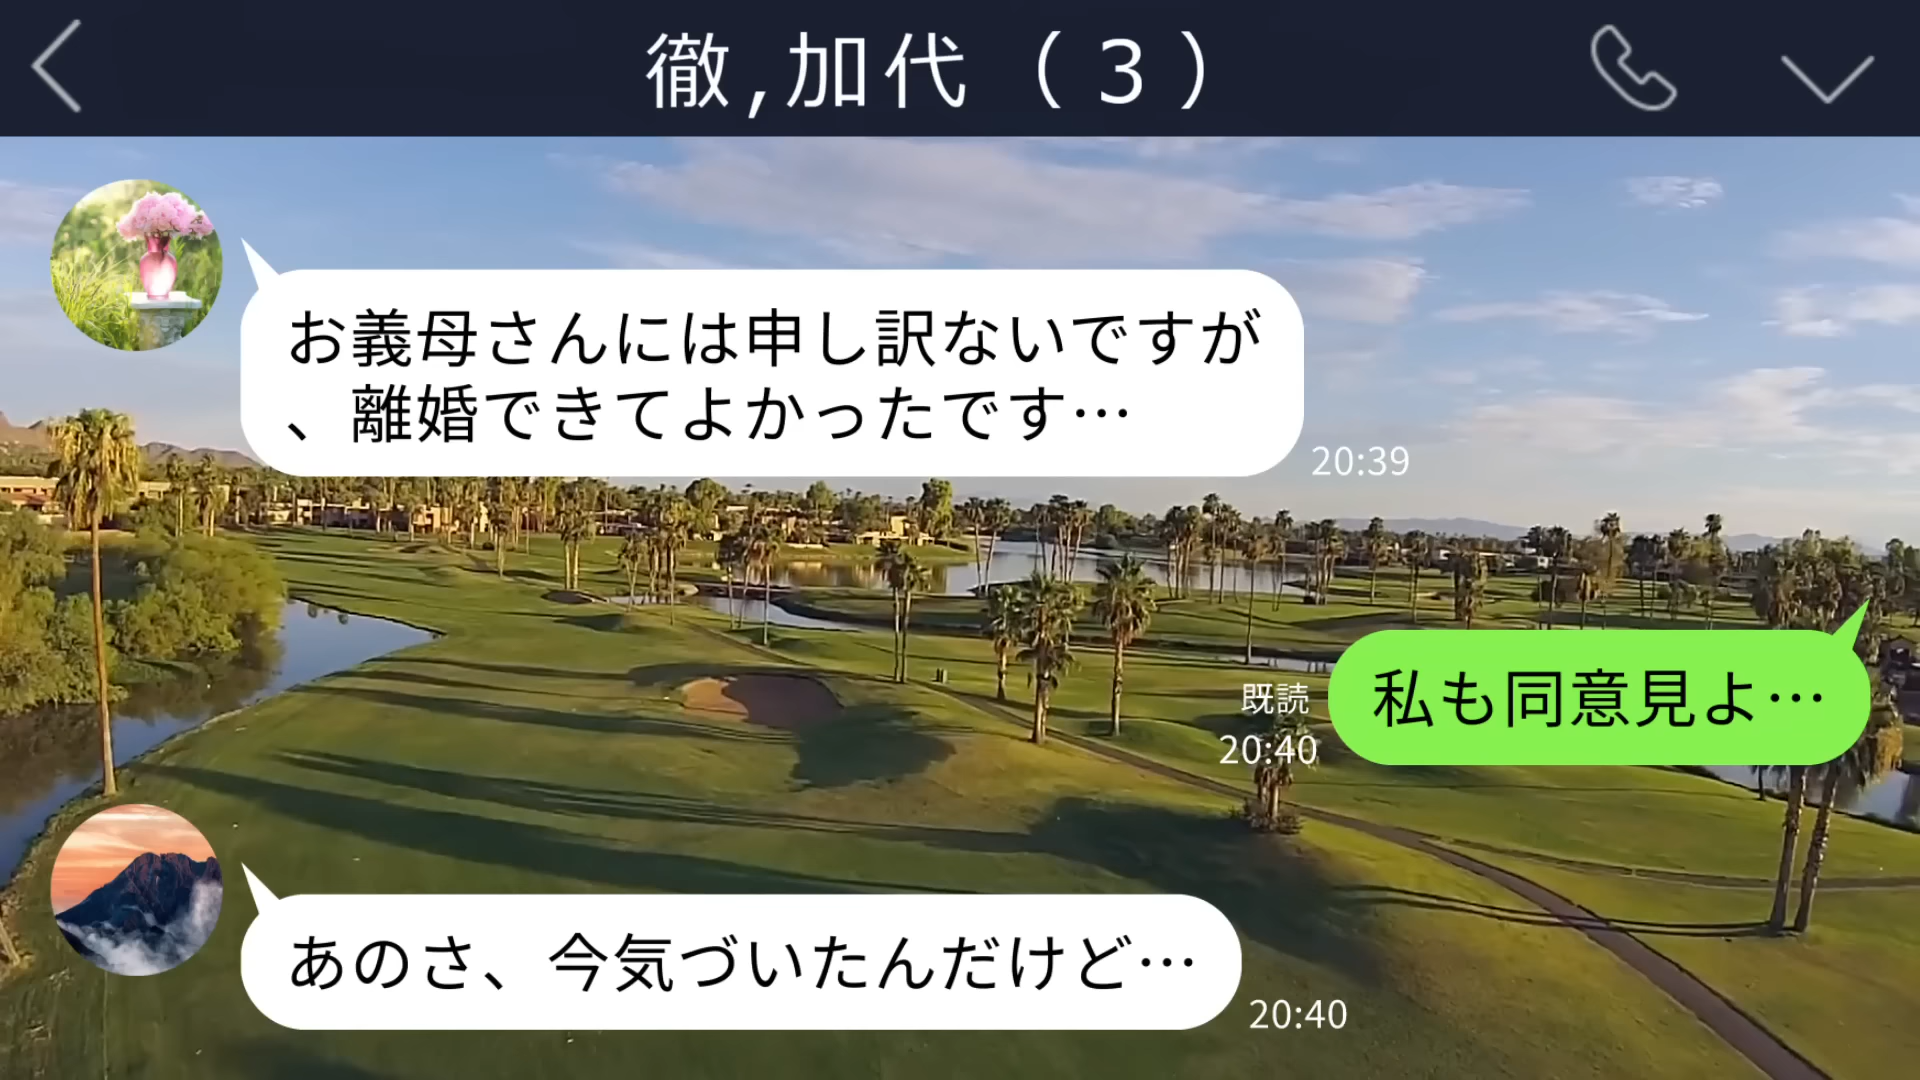 徹,加代（3）
お義母さんには申し訳ないですが
、離婚できてよかったです…
20:39
私も同意見よ…
既読
20:40
あのさ、今気づいたんだけど…
20:40